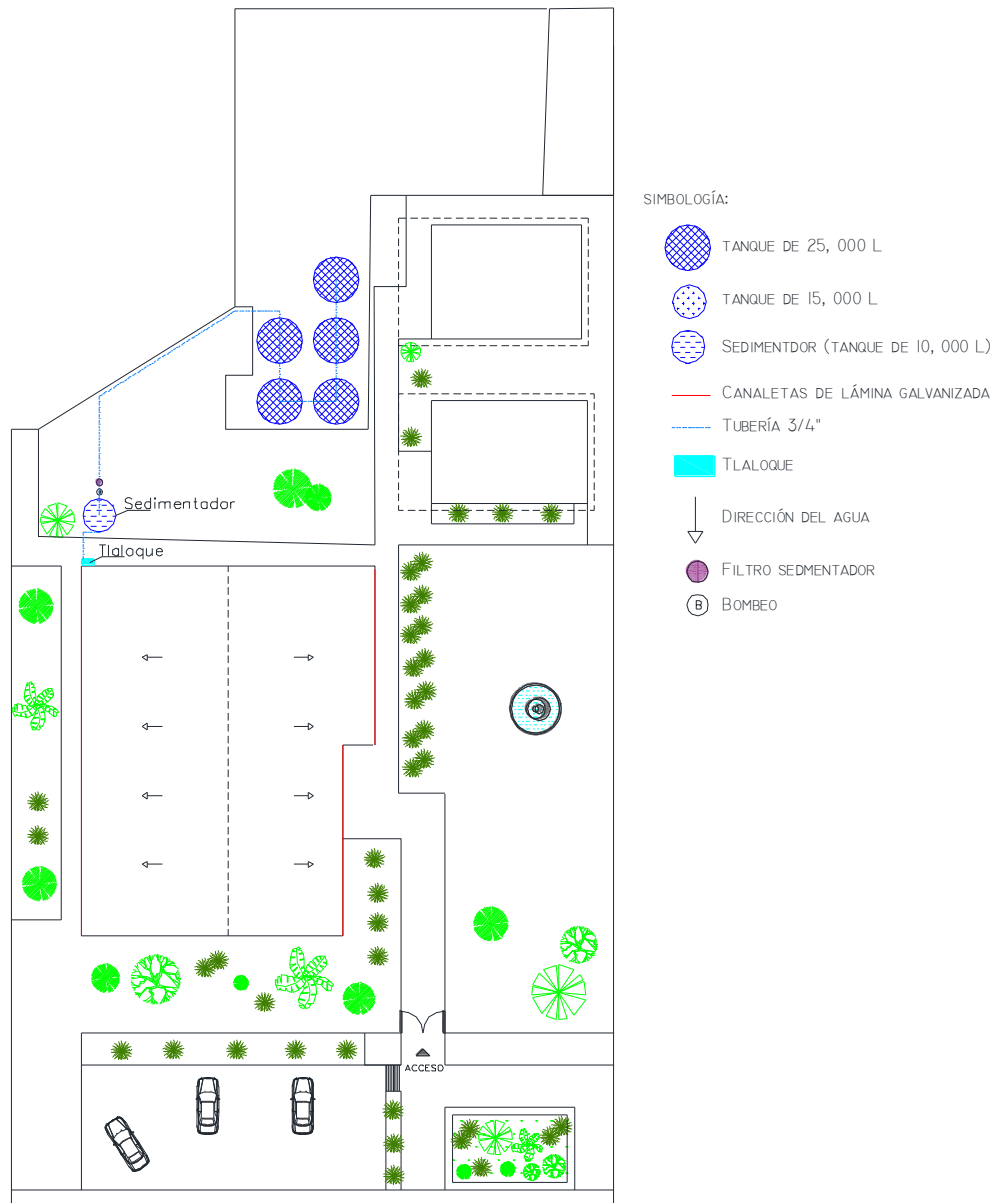 SIMBOLOGÍA:
TANQUE DE 25, 000 L
TANQUE DE 15, 000 L
SEDIMENTDOR (TANQUE DE 10, 000 L)
CANALETAS DE LÁMINA GALVANIZADA
TUBERÍA 3/4"
TLALOQUE
DIRECCIÓN DEL AGUA
FILTRO SEDMENTADOR
B BOMBEO
Sedimentador
Tlaloque
ACCESO